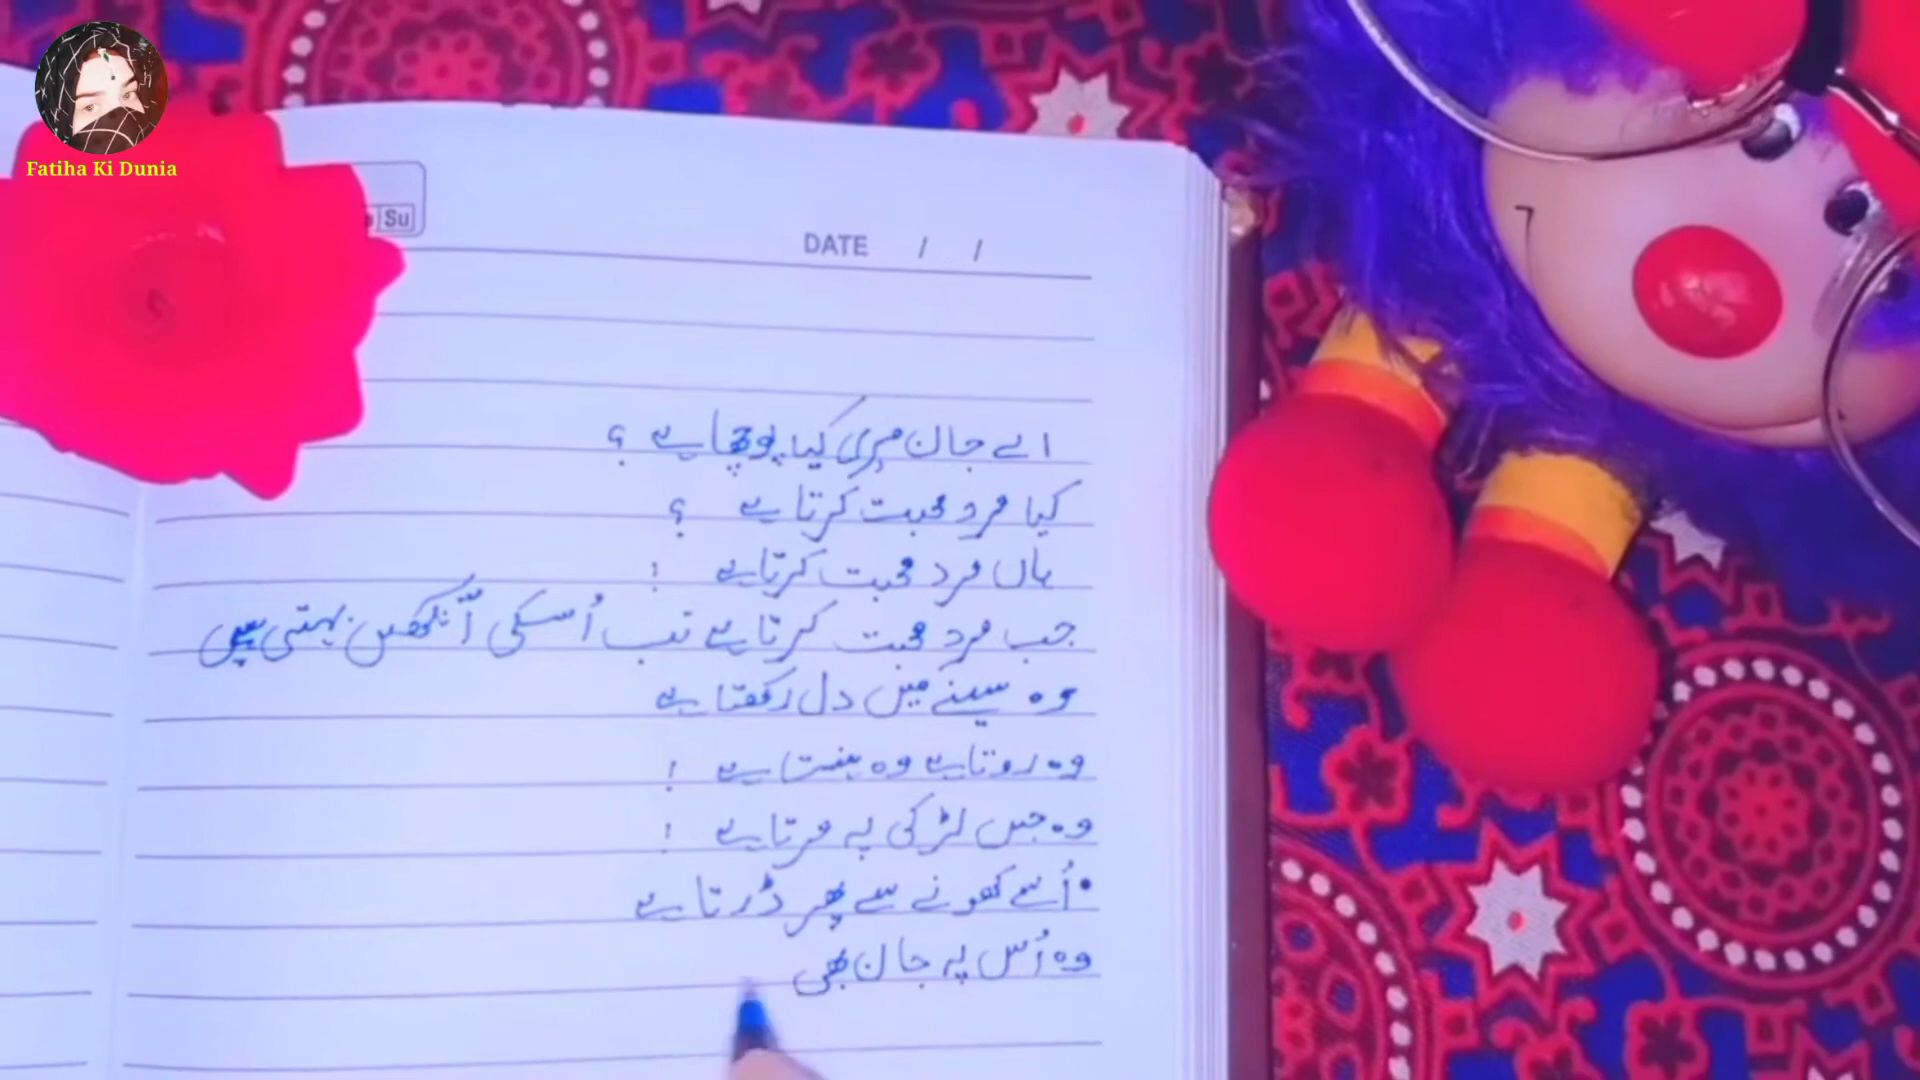 Fatiha Ki Dunia
Su
DATE / /
اے جان میری کیا پوچھا ہے ؟
کیا مرد محبت کرتا ہے ؟
ہاں مرد محبت کرتا ہے !
جب مرد محبت کرتا ہے تب اُسکی آنکھیں بہتی ہیں
وہ سینے میں دل رکھتا ہے
وہ روتا ہے وہ ہنستا ہے !
وہ جس لڑکی پہ مرتا ہے !
اُسے کھونے سے پھر ڈرتا ہے
وہ اُس پہ جان بھی